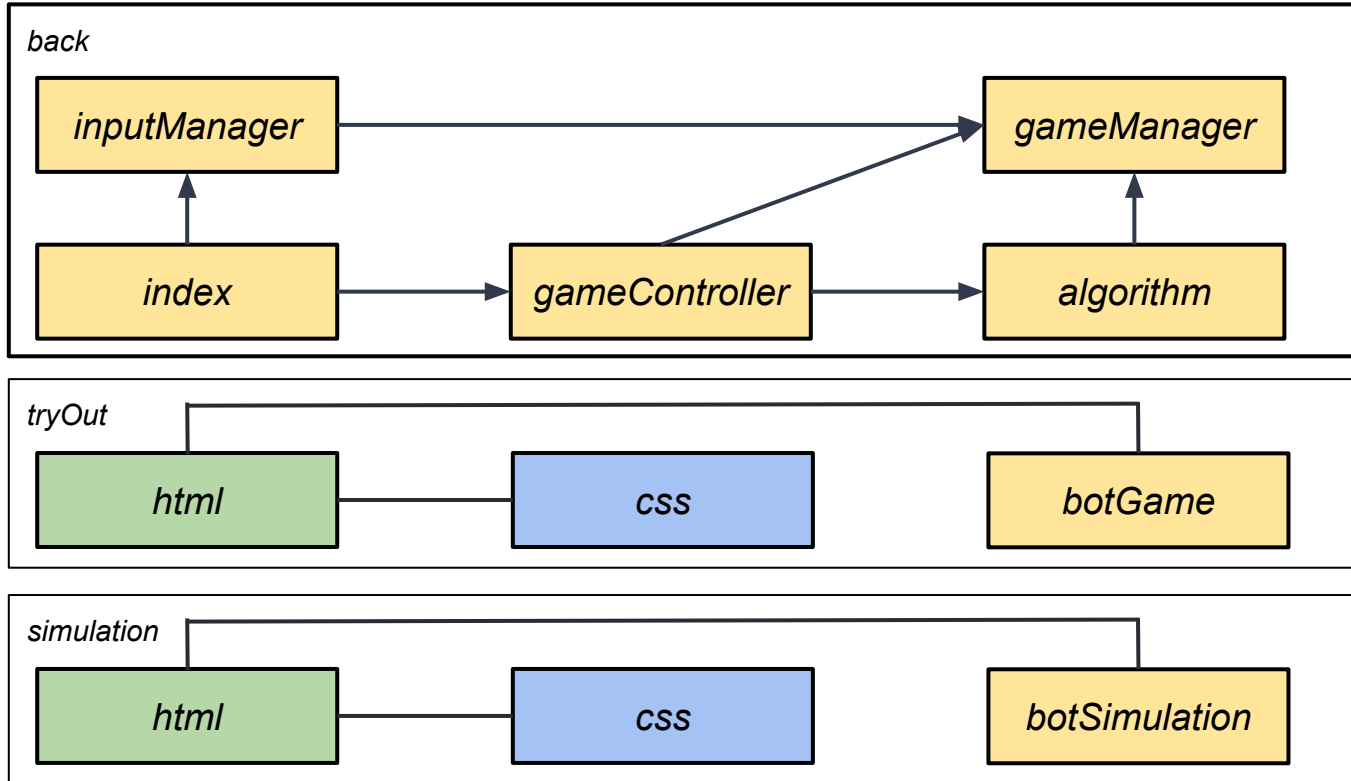 back
inputManager
gameManager
index
gameController
algorithm
tryOut
html
css
botGame
simulation
html
css
botSimulation